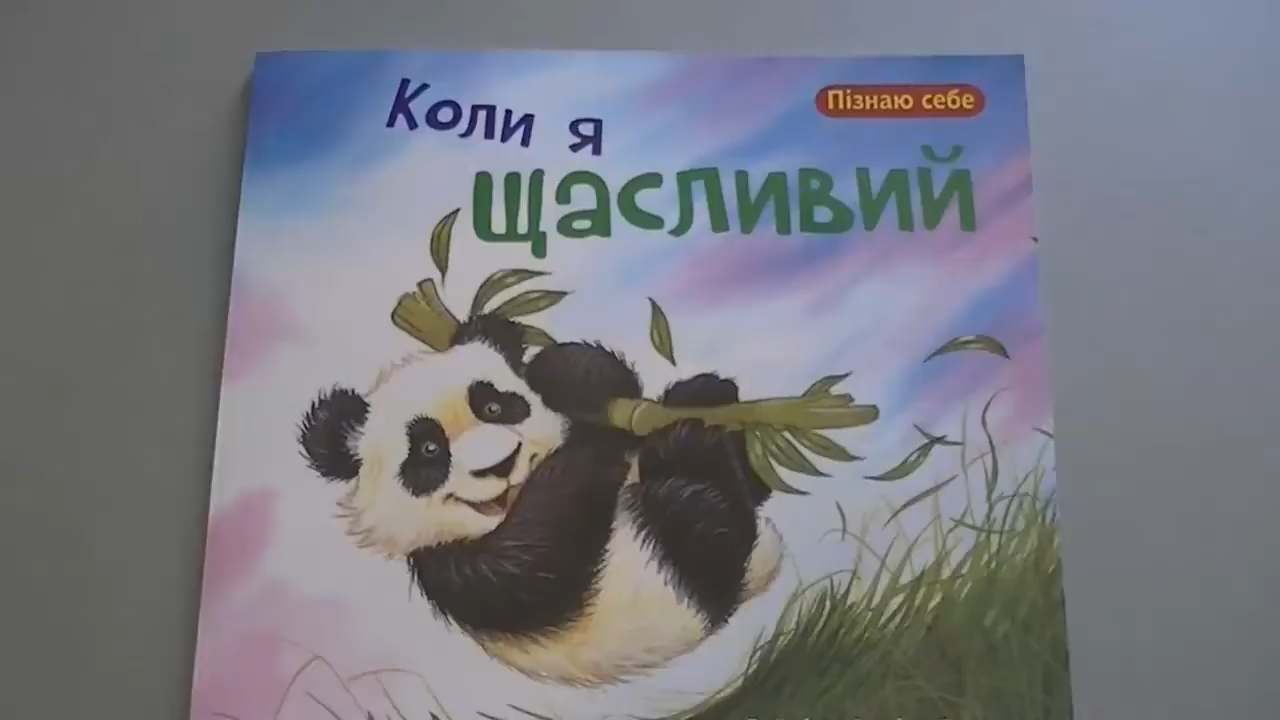 Коли я
Пізнаю себе
щасливий